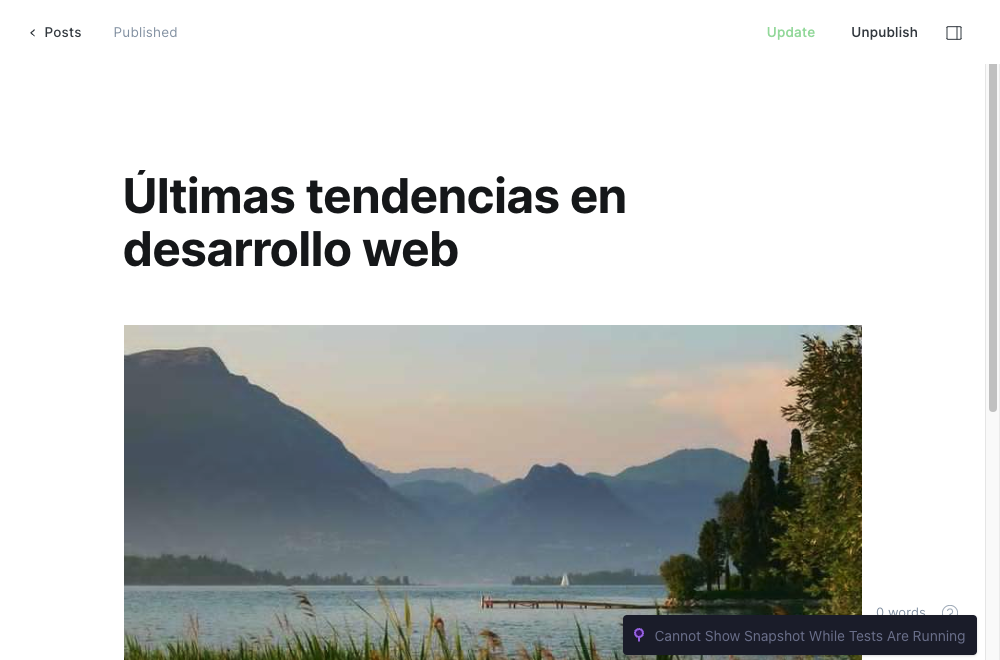 Posts
Published
Update
Unpublish
Últimas tendencias en
desarrollo web
0 words
?
Cannot Show Snapshot While Tests Are Running